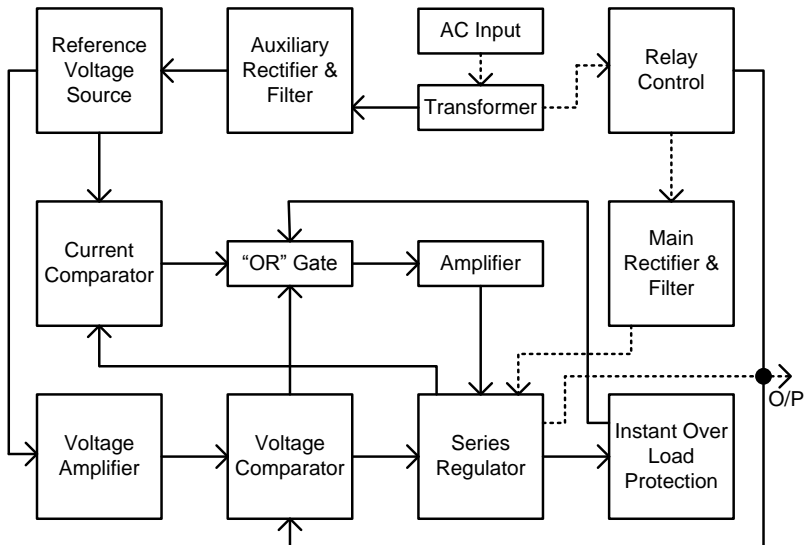 Reference
Voltage
Source
Auxiliary
Rectifier &
Filter
AC Input
Transformer
Relay
Control
Current
Comparator
“OR” Gate
Amplifier
Main
Rectifier &
Filter
O/P
Voltage
Amplifier
Voltage
Comparator
Series
Regulator
Instant Over
Load
Protection